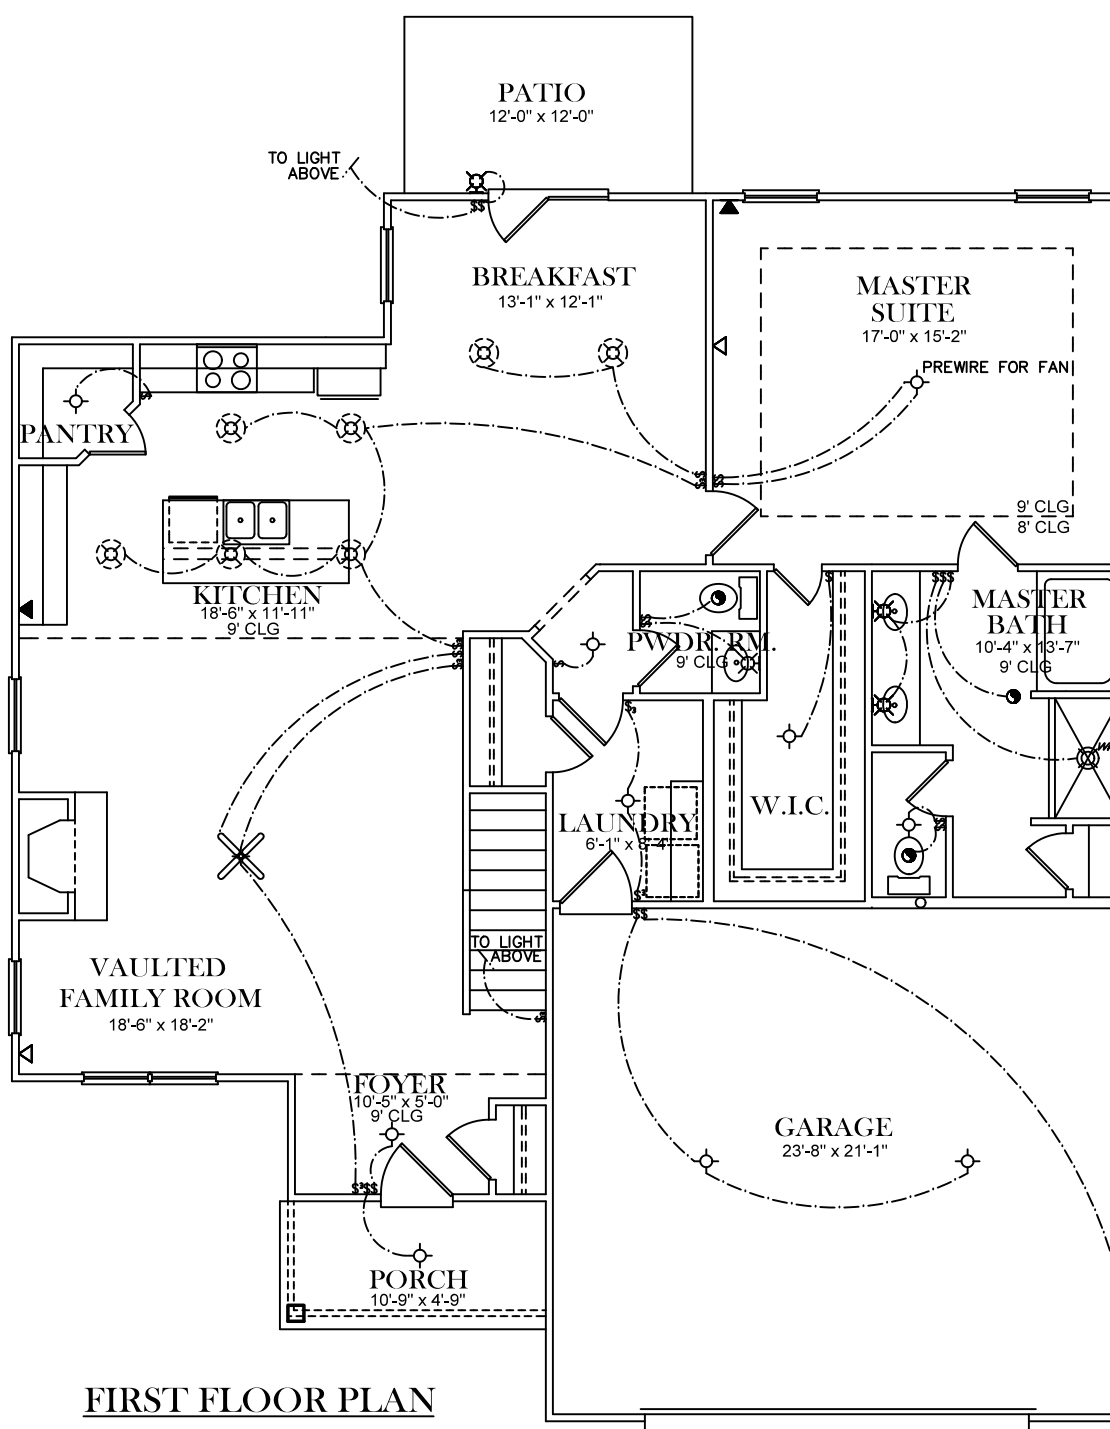 PATIO
12'-0" x 12'-0"
TO LIGHT
ABOVE
BREAKFAST
13'-1" x 12'-1"
MASTER
SUITE
17'-0" x 15'-2"
PREWIRE FOR FAN
PANTRY
9' CLG
8' CLG
KITCHEN
18'-6" x 11'-11"
9' CLG
PWDR. RM.
9' CLG
MASTER
BATH
10'-4" x 13'-7"
9' CLG
W.I.C.
LAUNDRY
6'-1" x 8'-4"
TO LIGHT
ABOVE
VAULTED
FAMILY ROOM
18'-6" x 18'-2"
FOYER
10'-5" x 5'-0"
9' CLG
GARAGE
23'-8" x 21'-1"
PORCH
10'-9" x 4'-9"
FIRST FLOOR PLAN